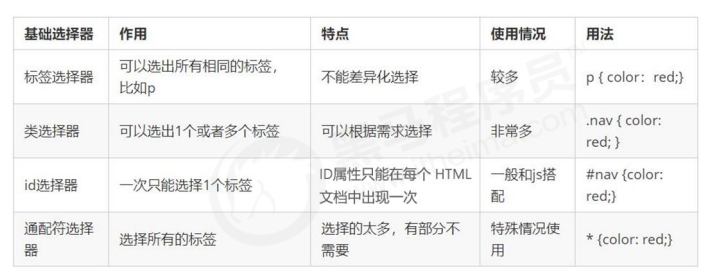 基础选择器 作用 特点 使用情况 用法
标签选择器 可以选出所有相同的标签，
比如p 不能差异化选择 较多 p { color：red;}
类选择器 可以选出1个或者多个标签 可以根据需求选择 非常多 .nav { color:
red; }
id选择器 一次只能选择1个标签 ID属性只能在每个 HTML
文档中出现一次 一般和js搭
配 #nav {color:
red;}
通配符选择
器 选择所有的标签 选择的太多，有部分不
需要 特殊情况使
用 * {color: red;}
黑马程序员